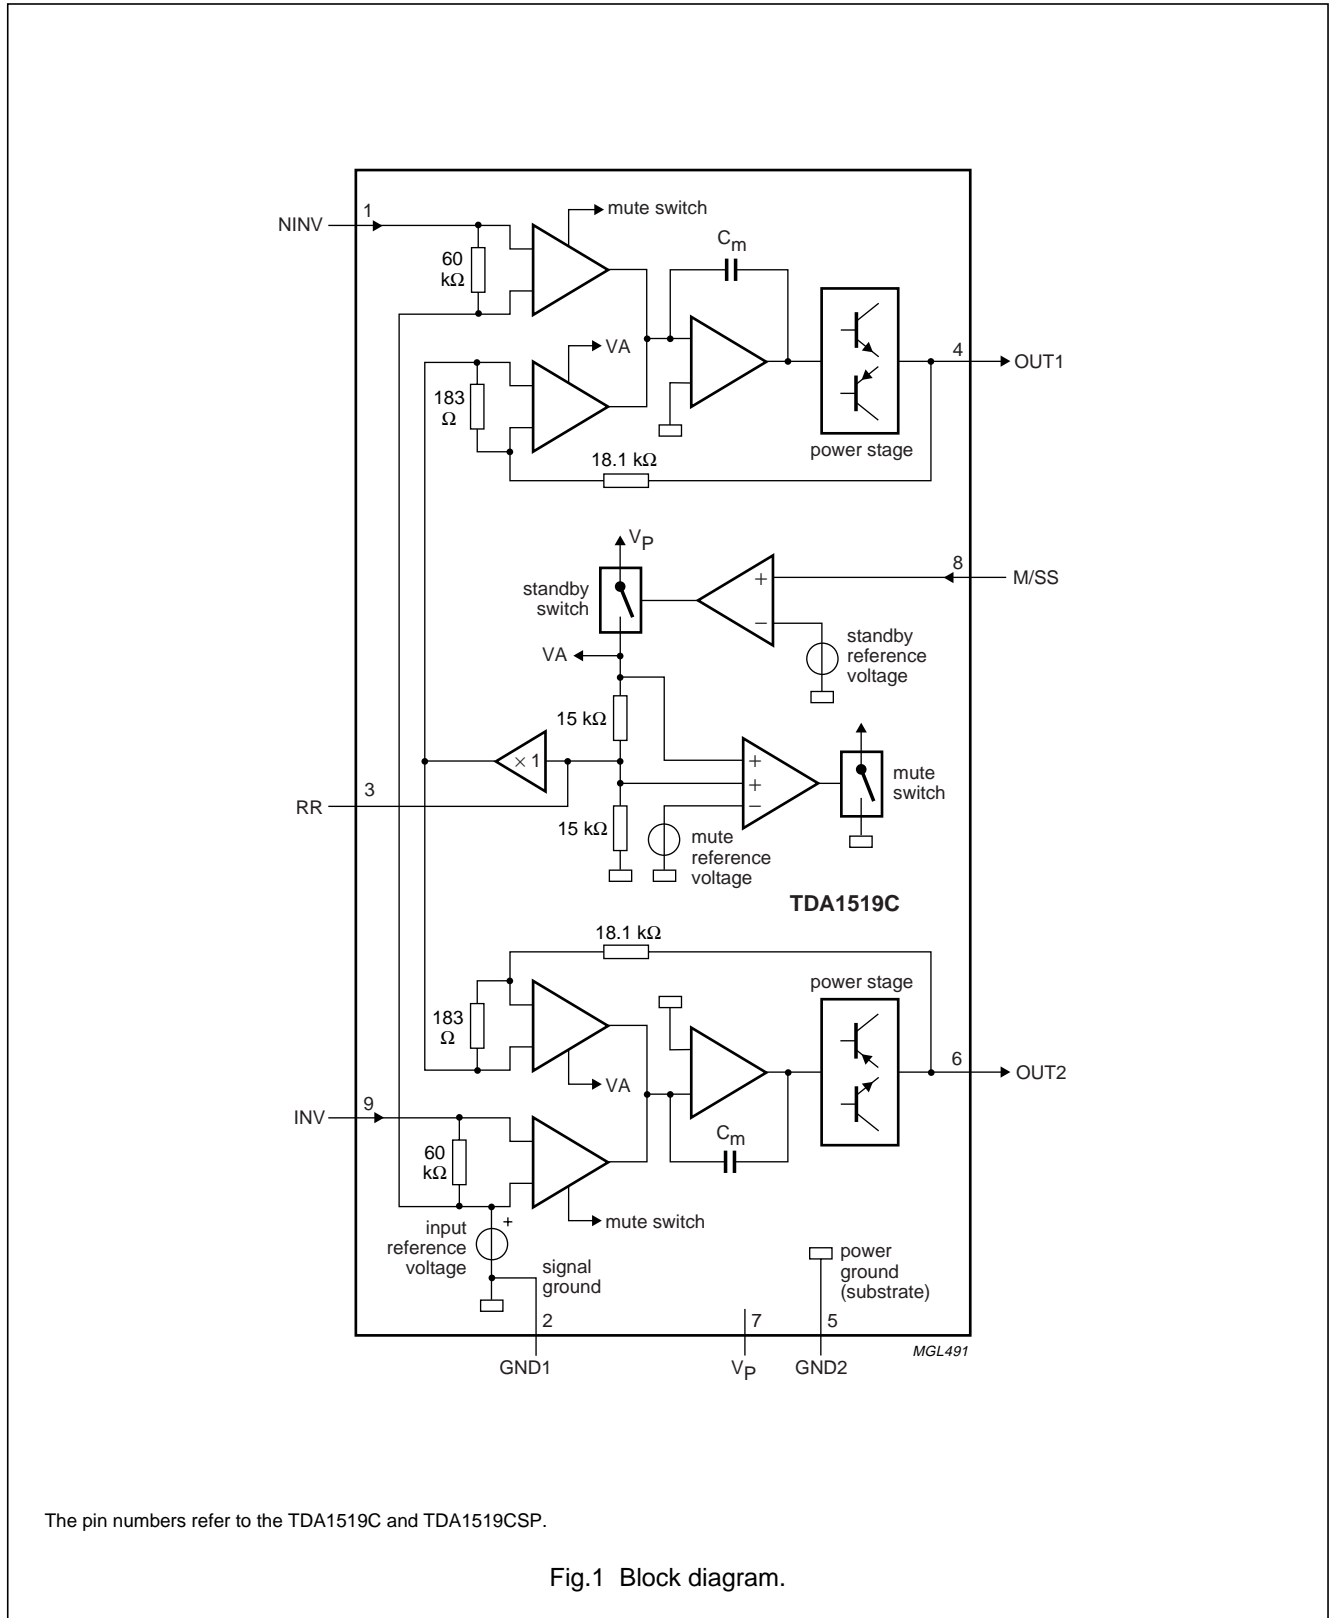 NINV
1
mute switch
60
kΩ
Cm
VA
183
Ω
4
OUT1
power stage
18.1 kΩ
VP
standby
switch
+
−
8
M/SS
standby
reference
voltage
VA
15 kΩ
× 1
+
+
−
mute
switch
3
RR
15 kΩ
mute
reference
voltage
TDA1519C
18.1 kΩ
power stage
183
Ω
VA
6
OUT2
INV
9
60
kΩ
Cm
mute switch
input
reference
voltage
+
signal
ground
power
ground
(substrate)
2
7
5
GND1
VP
GND2
MGL491
The pin numbers refer to the TDA1519C and TDA1519CSP.
Fig.1 Block diagram.